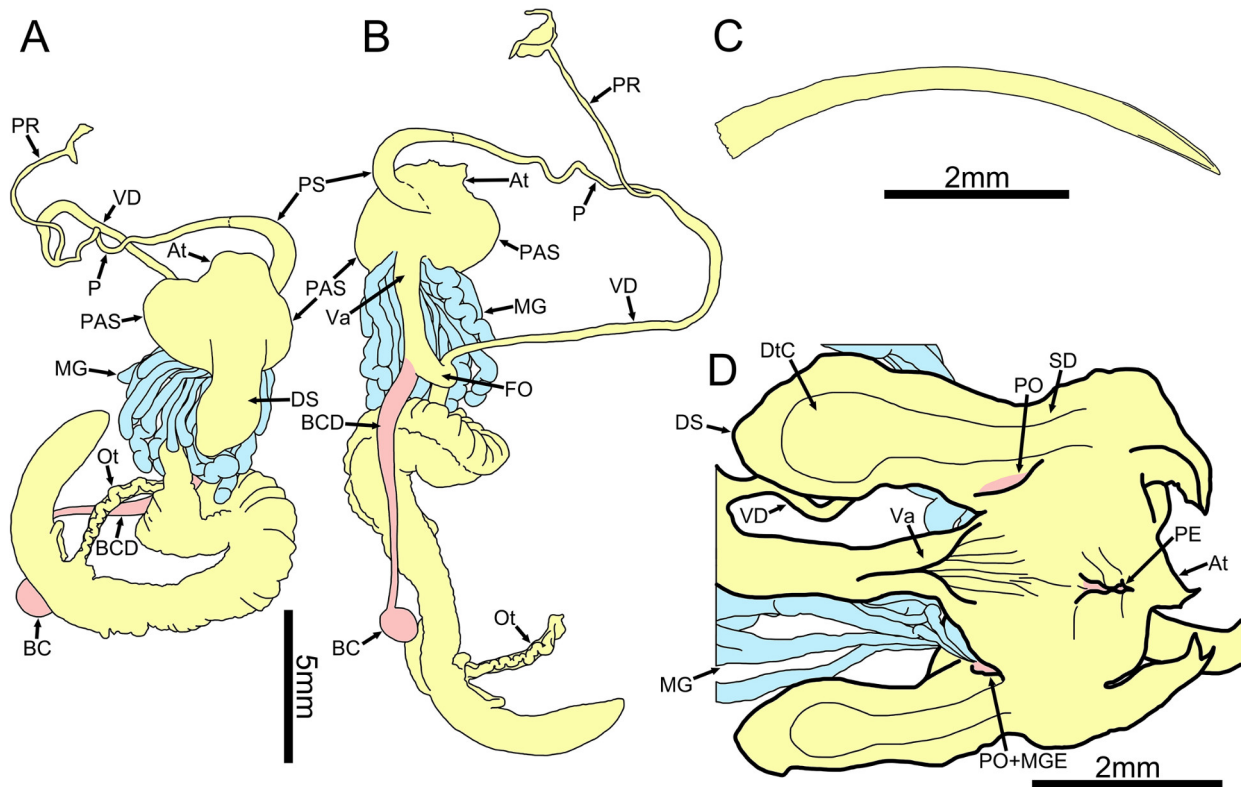 A
PR
VD
PS
At
P
PAS
PAS
MG
DS
Ot
BCD
BC
5mm
B
PR
At
P
PAS
VD
Va
MG
FO
BCD
Ot
BC
C
2mm
D
DtC
SD
PO
DS
VD
Va
PE
At
MG
PO+MGE
2mm